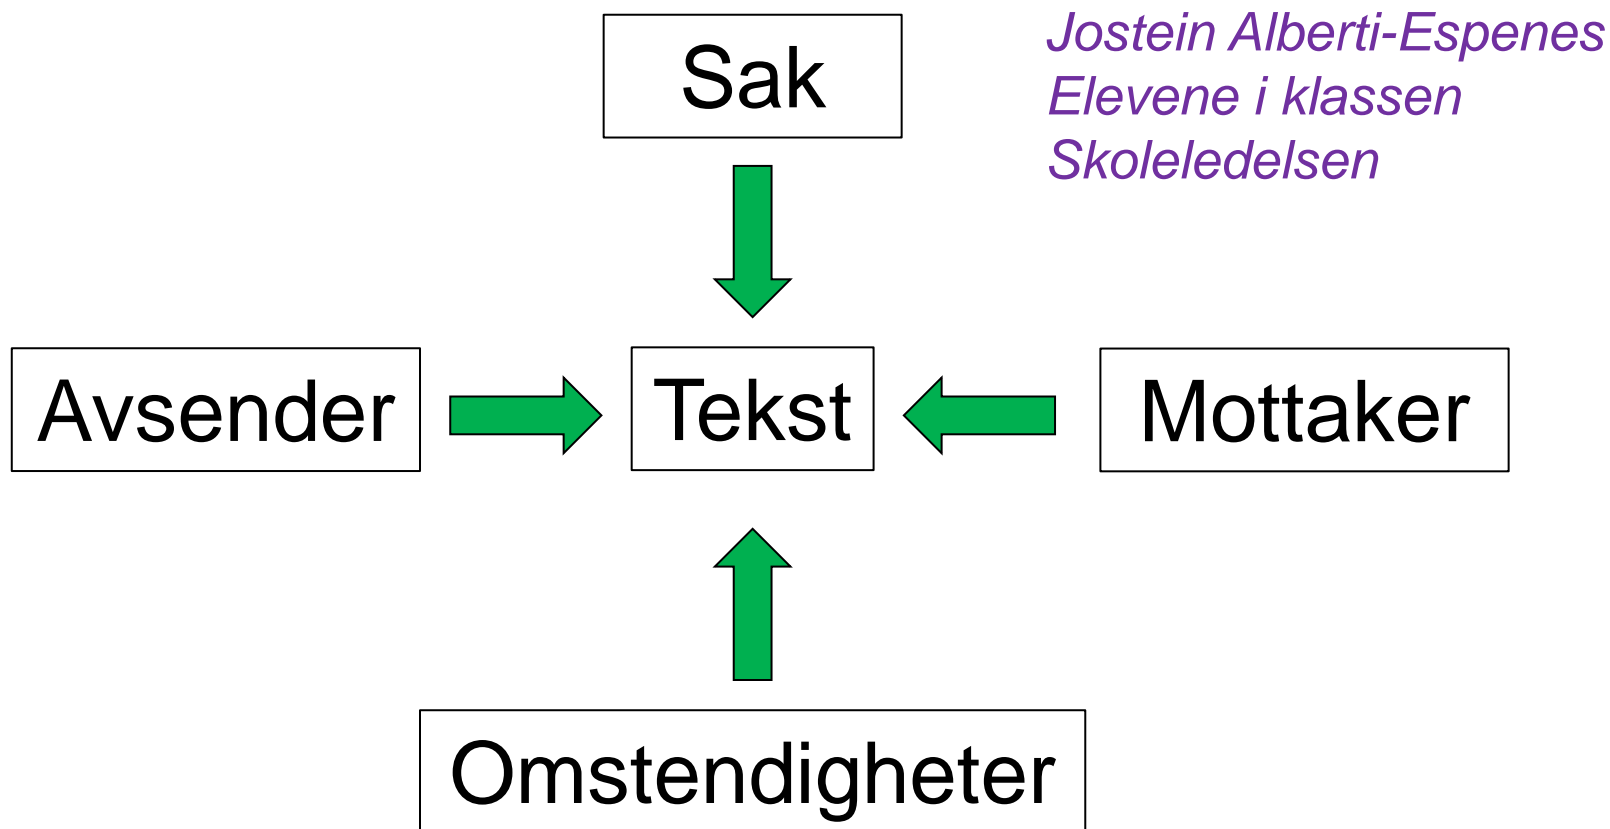 Sak
Jostein Alberti-Espenes
Elevene i klassen
Skoleledelsen
Avsender
Tekst
Mottaker
Omstendigheter